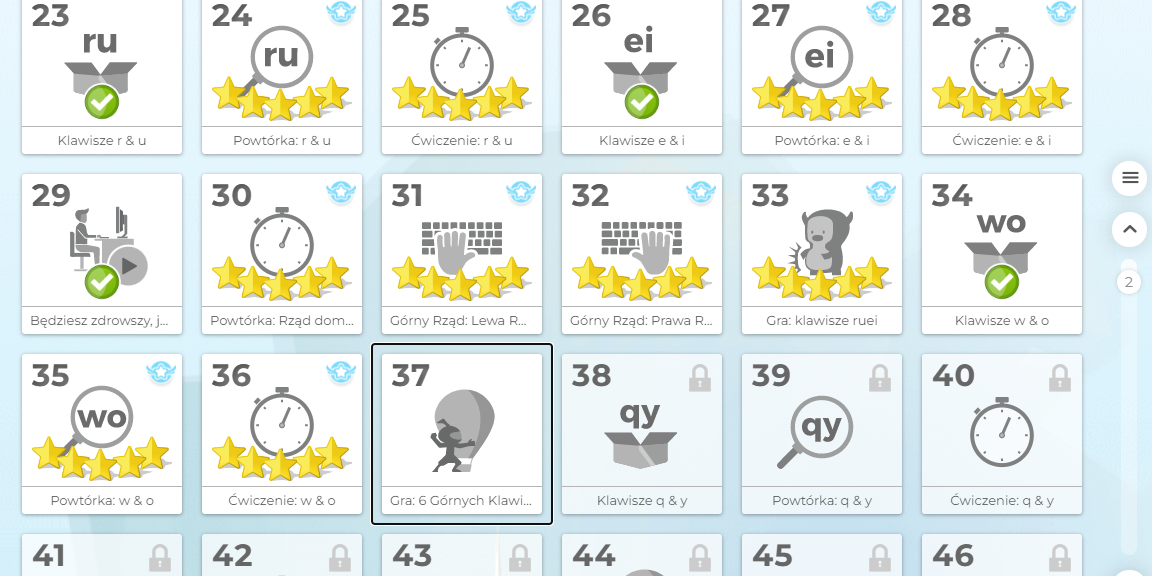 23
ru
Klawisze r & u
24
ru
Powtórka: r & u
25
Ćwiczenie: r & u
26
ei
Klawisze e & i
27
ei
Powtórka: e & i
28
Ćwiczenie: e & i
29
Będziesz zdrowszy, j...
30
Powtórka: Rząd dom...
31
Górny Rząd: Lewa R...
32
Górny Rząd: Prawa R...
33
Gra: klawisze ruei
34
wo
Klawisze w & o
2
35
wo
Powtórka: w & o
36
Ćwiczenie: w & o
37
Gra: 6 Górnych Klawi...
38
qy
Klawisze q & y
39
qy
Powtórka: q & y
40
Ćwiczenie: q & y
41
42
43
44
45
46